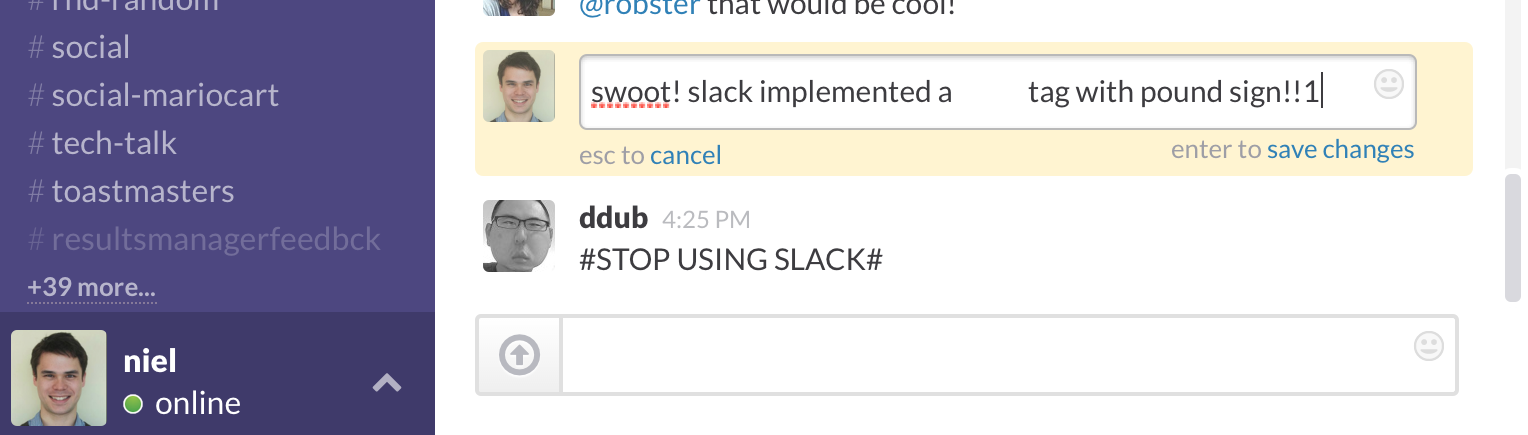 # rnd-random
# social
# social-mariocart
# tech-talk
# toastmasters
# resultsmanagerfeedbck
+39 more...
niel
online
@robster that would be cool!
swoot! slack implemented a tag with pound sign!!1
esc to cancel enter to save changes
ddub 4:25 PM
#STOP USING SLACK#